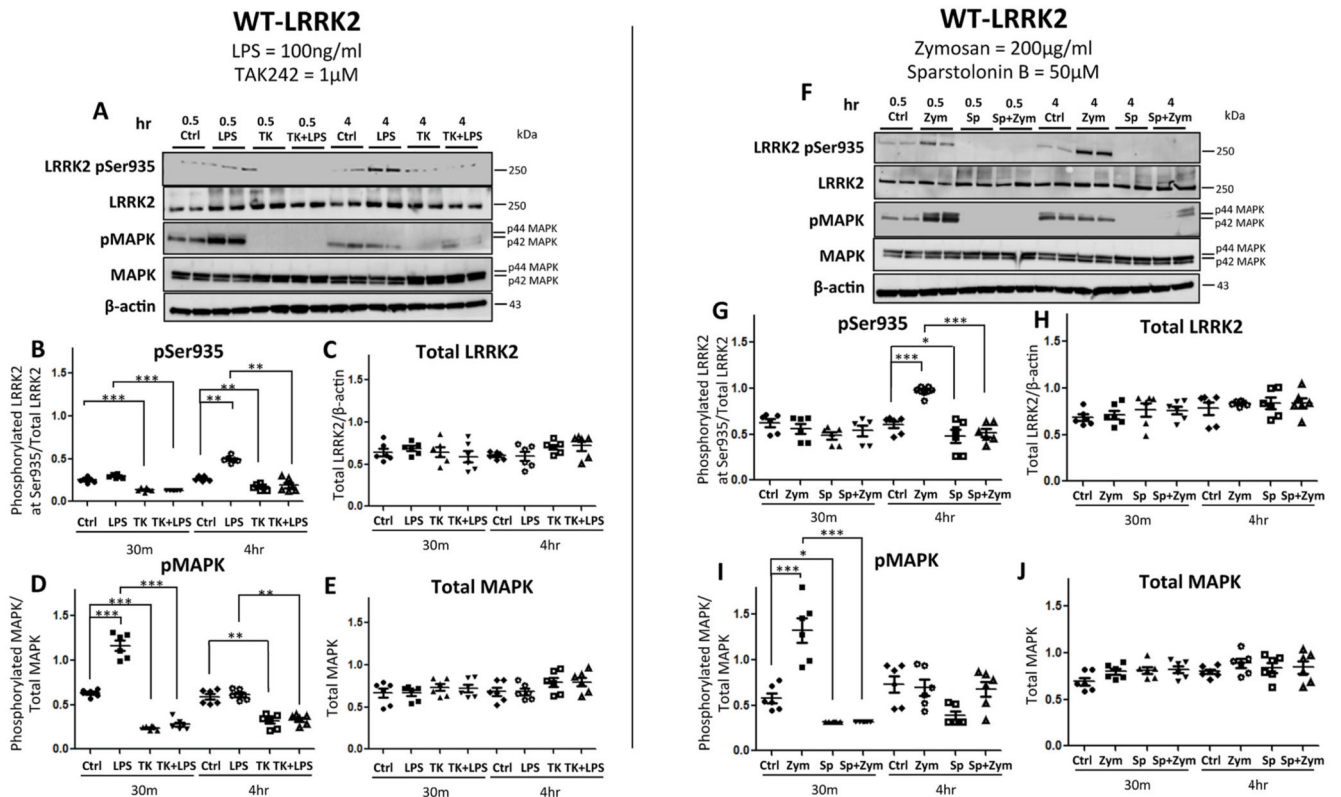 WT-LRRK2
LPS = 100ng/ml
TAK242 = 1µM
A
hr
0.5 0.5 0.5 0.5 4 4 4 4
Ctrl LPS TK TK+LPS Ctrl LPS TK TK+LPS
kDa
LRRK2 pSer935
250
LRRK2
250
pMAPK
p44 MAPK
p42 MAPK
MAPK
p44 MAPK
p42 MAPK
β-actin
43
B
pSer935
Phosphorylated LRRK2
at Ser935/Total LRRK2
1.5
1.0
0.5
0.0
*** *** ** ** **
Ctrl LPS TK TK+LPS Ctrl LPS TK TK+LPS
30m 4hr
C
Total LRRK2
Total LRRK2/β-actin
1.5
1.0
0.5
0.0
Ctrl LPS TK TK+LPS Ctrl LPS TK TK+LPS
30m 4hr
D
pMAPK
Phosphorylated MAPK/
Total MAPK
1.5
1.0
0.5
0.0
*** *** *** ** **
Ctrl LPS TK TK+LPS Ctrl LPS TK TK+LPS
30m 4hr
E
Total MAPK
Total MAPK
1.5
1.0
0.5
0.0
Ctrl LPS TK TK+LPS Ctrl LPS TK TK+LPS
30m 4hr
WT-LRRK2
Zymosan = 200µg/ml
Sparstolonin B = 50µM
F
hr
0.5 0.5 0.5 0.5 4 4 4 4
Ctrl Zym Sp Sp+Zym Ctrl Zym Sp Sp+Zym
kDa
LRRK2 pSer935
250
LRRK2
250
pMAPK
p44 MAPK
p42 MAPK
MAPK
p44 MAPK
p42 MAPK
β-actin
43
G
pSer935
Phosphorylated LRRK2
at Ser935/Total LRRK2
1.5
1.0
0.5
0.0
*** * ***
Ctrl Zym Sp Sp+Zym Ctrl Zym Sp Sp+Zym
30m 4hr
H
Total LRRK2
Total LRRK2/β-actin
1.5
1.0
0.5
0.0
Ctrl Zym Sp Sp+Zym Ctrl Zym Sp Sp+Zym
30m 4hr
I
pMAPK
Phosphorylated MAPK/
Total MAPK
1.5
1.0
0.5
0.0
*** * ***
Ctrl Zym Sp Sp+Zym Ctrl Zym Sp Sp+Zym
30m 4hr
J
Total MAPK
Total MAPK
1.5
1.0
0.5
0.0
Ctrl Zym Sp Sp+Zym Ctrl Zym Sp Sp+Zym
30m 4hr